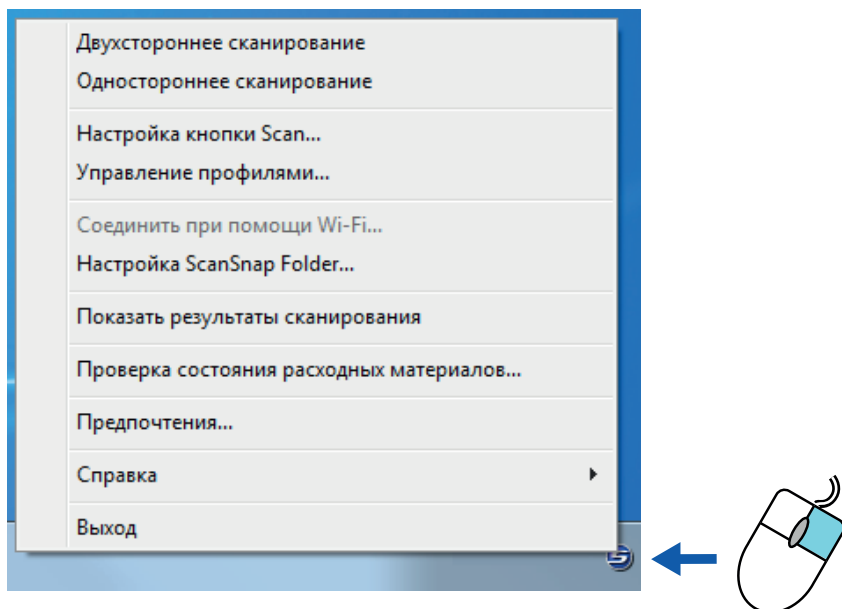 Двухстороннее сканирование
Одностороннее сканирование
Настройка кнопки Scan...
Управление профилями...
Соединить при помощи Wi-Fi...
Настройка ScanSnap Folder...
Показать результаты сканирования
Проверка состояния расходных материалов...
Предпочтения...
Справка
Выход